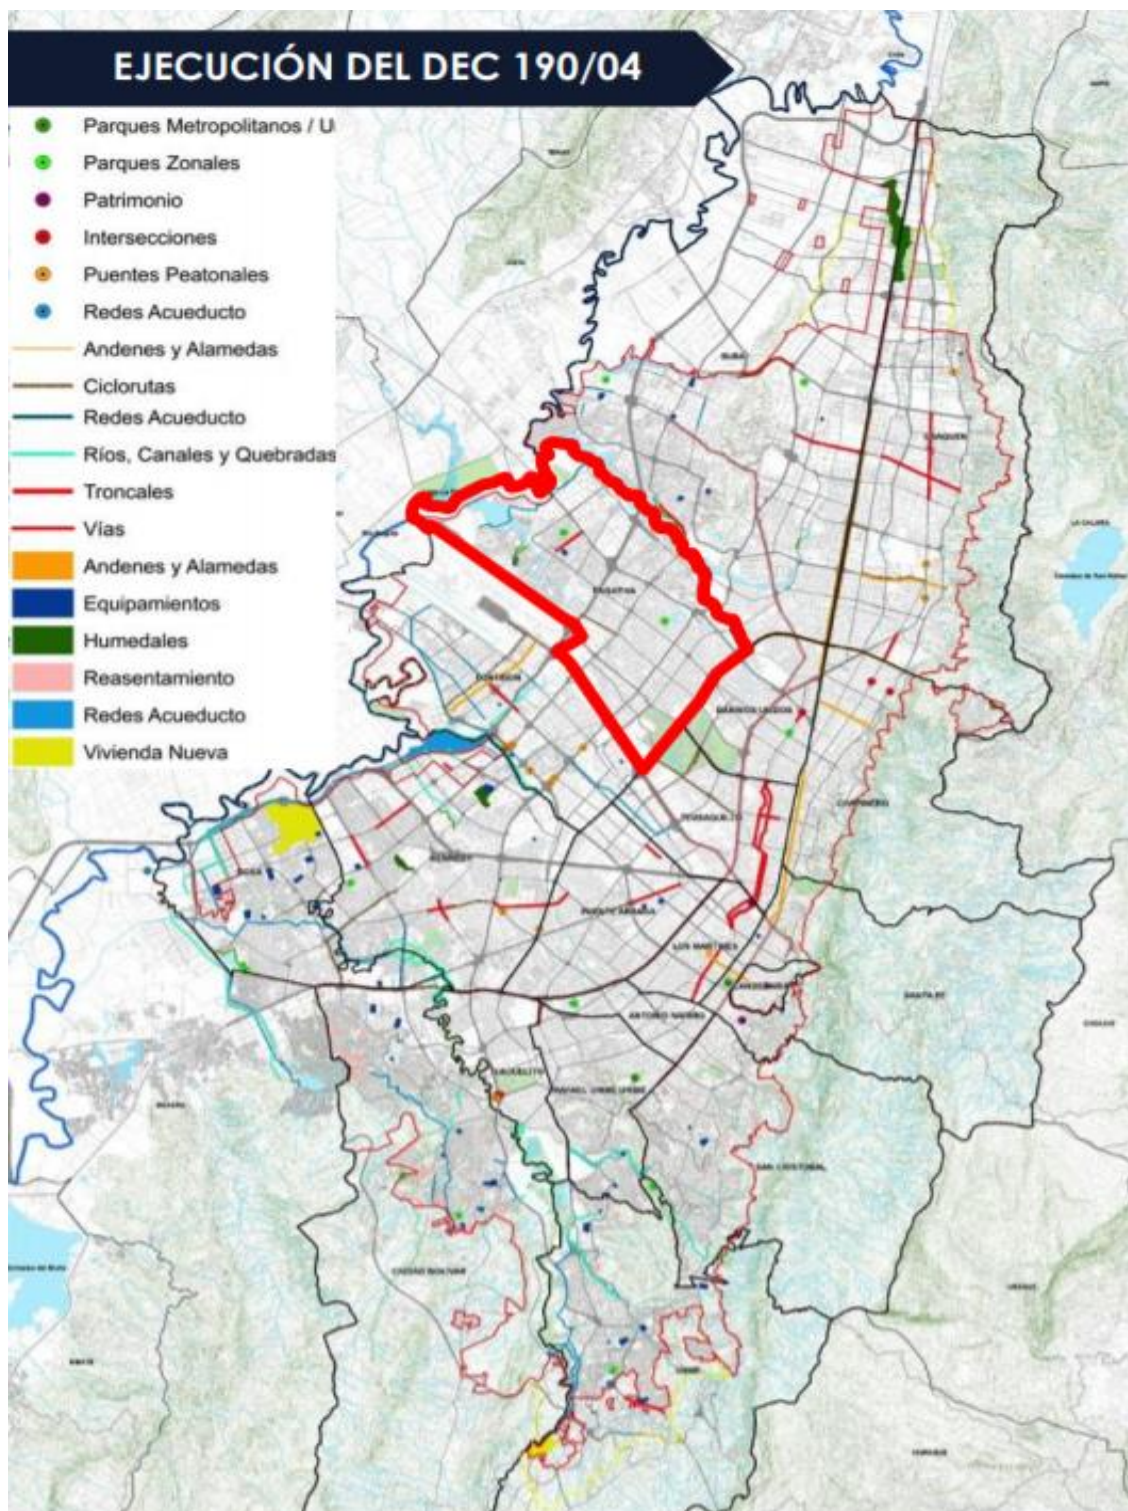 EJECUCIÓN DEL DEC 190/04
Parques Metropolitanos / U
Parques Zonales
Patrimonio
Intersecciones
Puentes Peatonales
Redes Acueducto
Andenes y Alamedas
Ciclorutas
Redes Acueducto
Ríos, Canales y Quebradas
Troncales
Vías
Andenes y Alamedas
Equipamientos
Humedales
Reasentamiento
Redes Acueducto
Vivienda Nueva
SUBA
USAQUEN
LA CALERA
ENGATIVA
FONTIBON
BARRIOS UNIDOS
CHAPINERO
TEUSAQUILLO
KENNEDY
BOSA
PUENTE ARANDA
LOS MARTIRES
SANTA FE
ANTONIO NARIÑO
TUNJUELITO
RAFAEL URIBE URIBE
SAN CRISTOBAL
CIUDAD BOLIVAR
USME